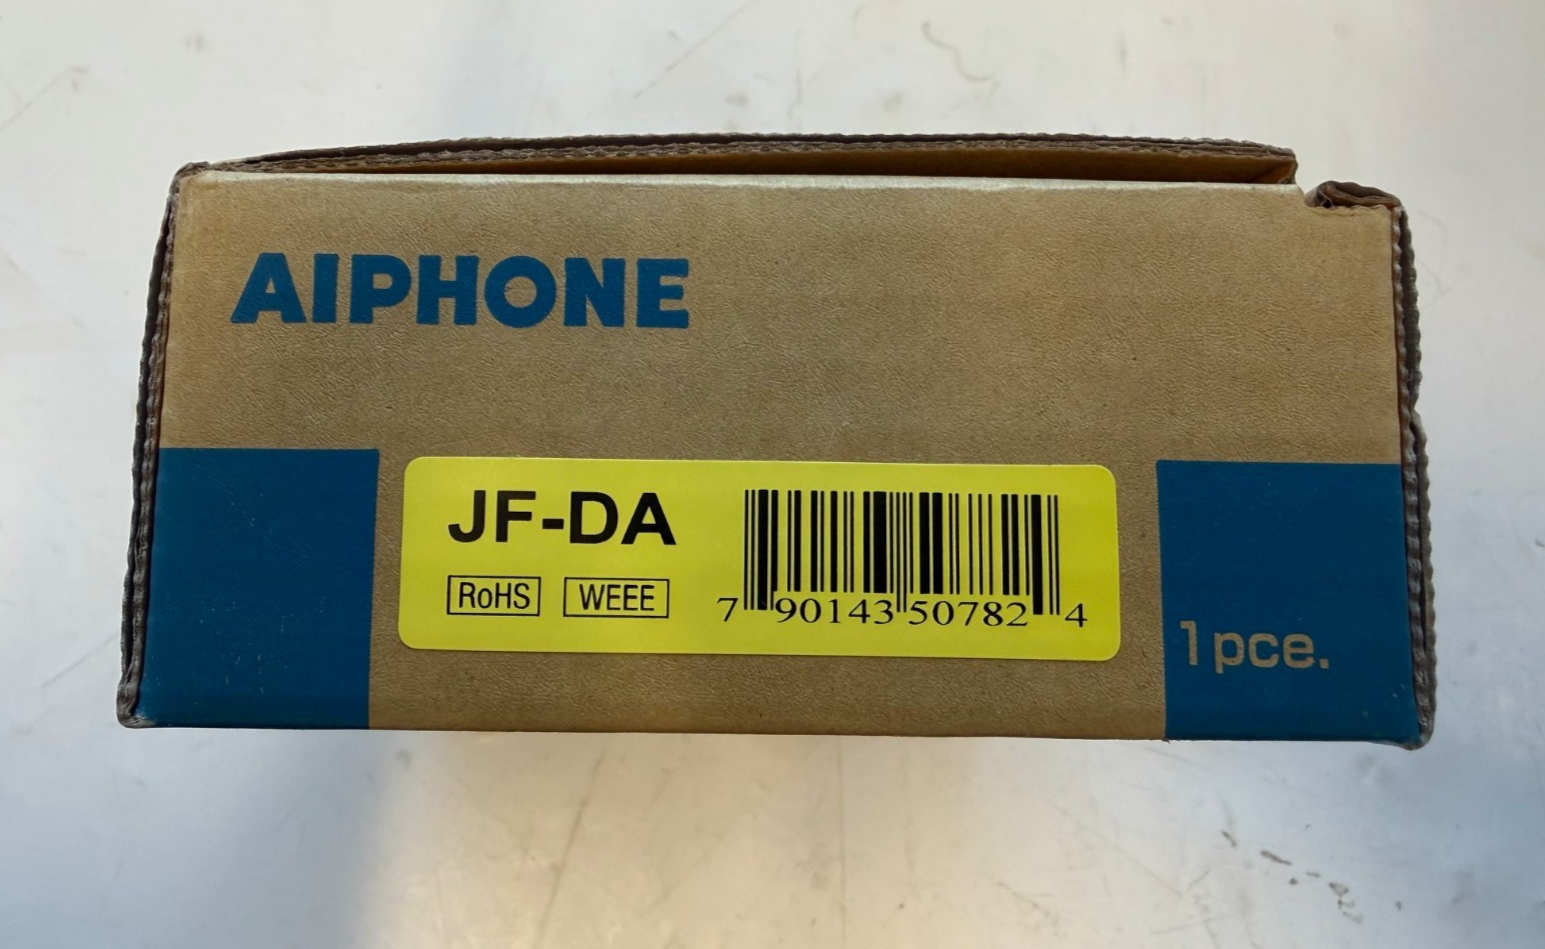 AIPHONE
JF-DA
RoHS WEEE
7 90143 50782 4
1pce.